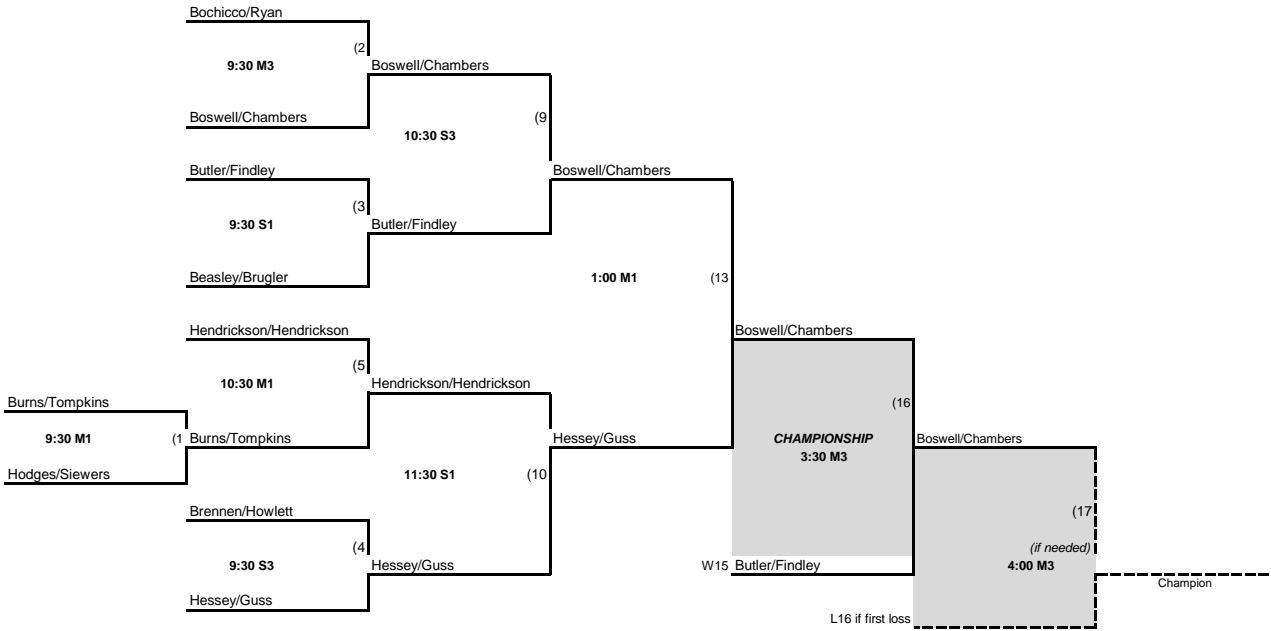 Bochicco/Ryan
(2
9:30 M3
Boswell/Chambers
Boswell/Chambers
(9
10:30 S3
Butler/Findley
Boswell/Chambers
(3
9:30 S1
Butler/Findley
Beasley/Brugler
1:00 M1
(13
Hendrickson/Hendrickson
Boswell/Chambers
(5
10:30 M1
Hendrickson/Hendrickson
Burns/Tompkins
(16
9:30 M1
(1
Burns/Tompkins
Hessey/Guss
CHAMPIONSHIP
3:30 M3
Boswell/Chambers
Hodges/Siewers
11:30 S1
(10
Brennen/Howlett
(17
(4
(if needed)
9:30 S3
Hessey/Guss
W15 Butler/Findley
4:00 M3
Champion
Hessey/Guss
L16 if first loss